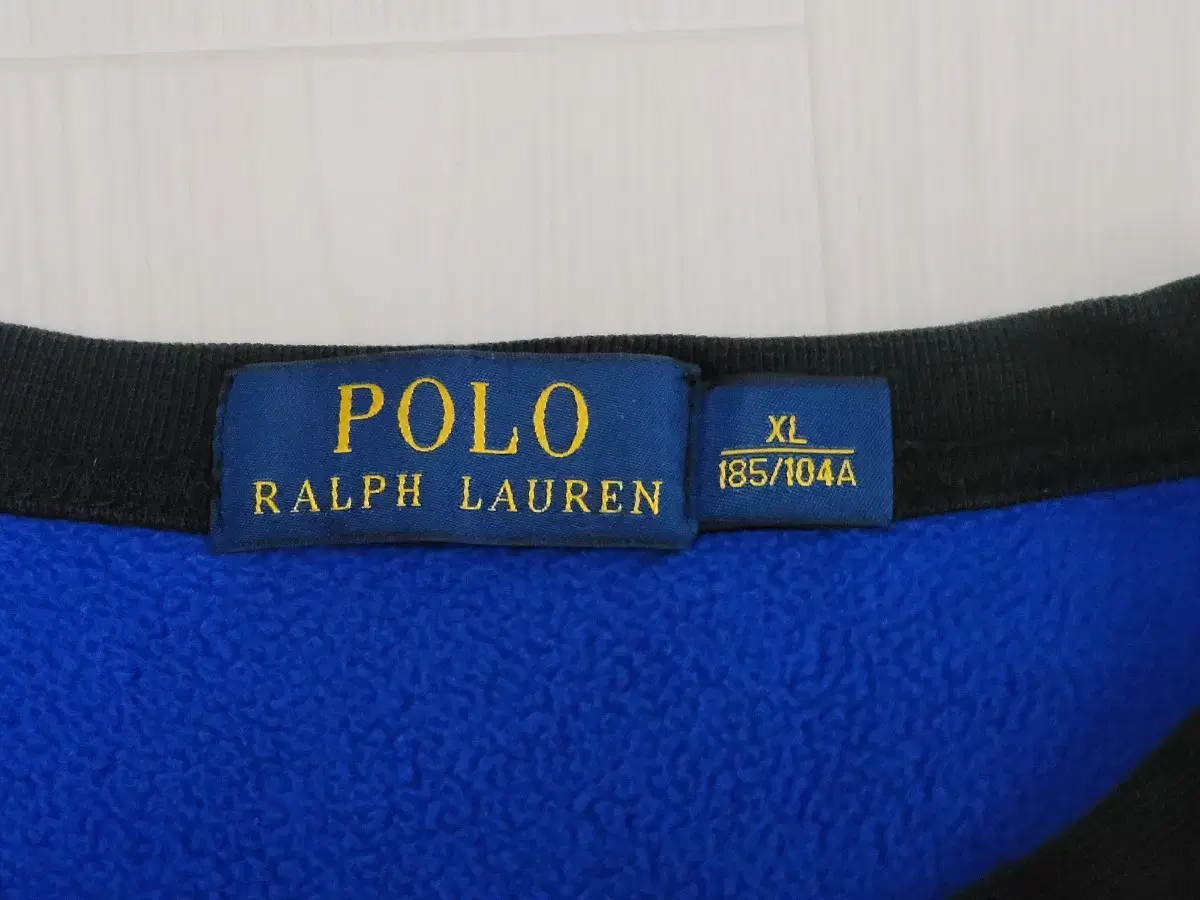 POLO
RALPH LAUREN
XL
185/104A